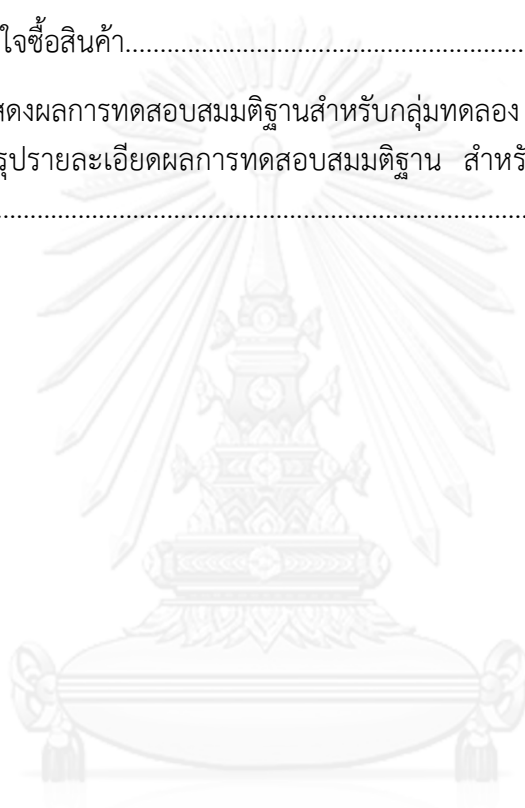 ใจซื้อสินค้า................................................................
สดงผลการทดสอบสมมติฐานสำหรับกลุ่มทดลอง
รุปรายละเอียดผลการทดสอบสมมติฐาน สำหรั
................................................................................